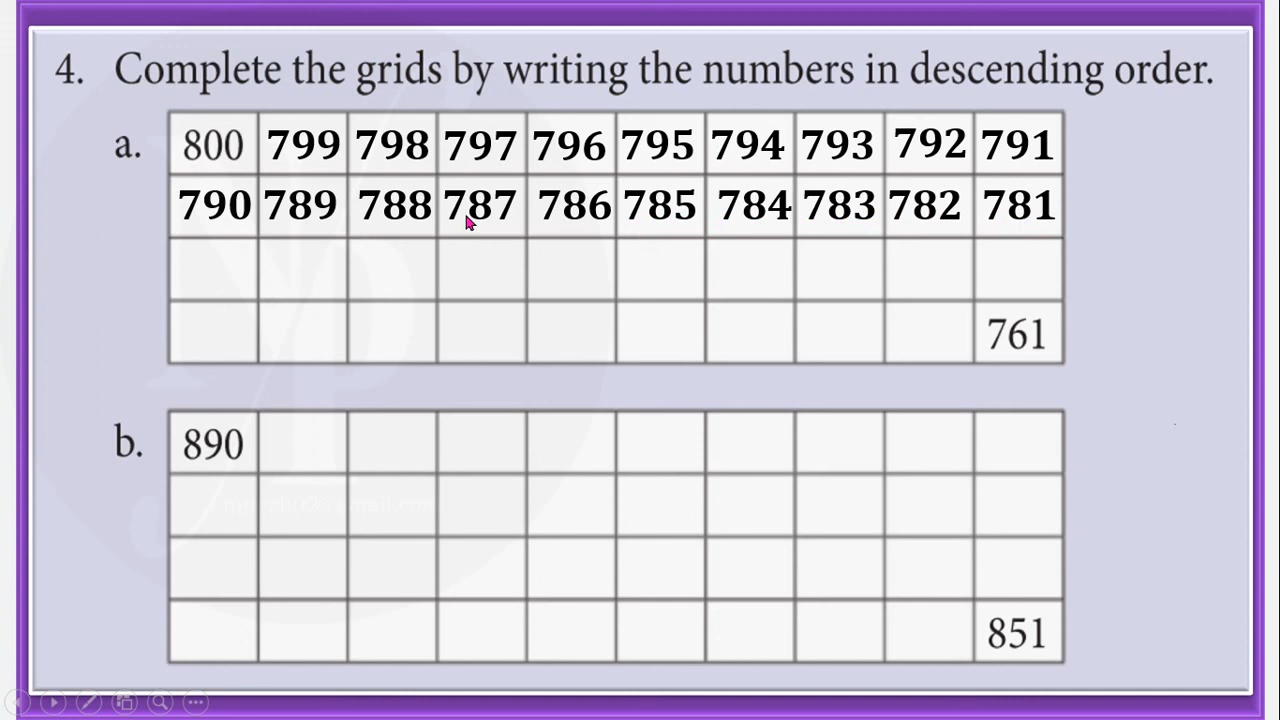 4. Complete the grids by writing the numbers in descending order.
a. 800 799 798 797 796 795 794 793 792 791
790 789 788 787 786 785 784 783 782 781
761
b. 890
851